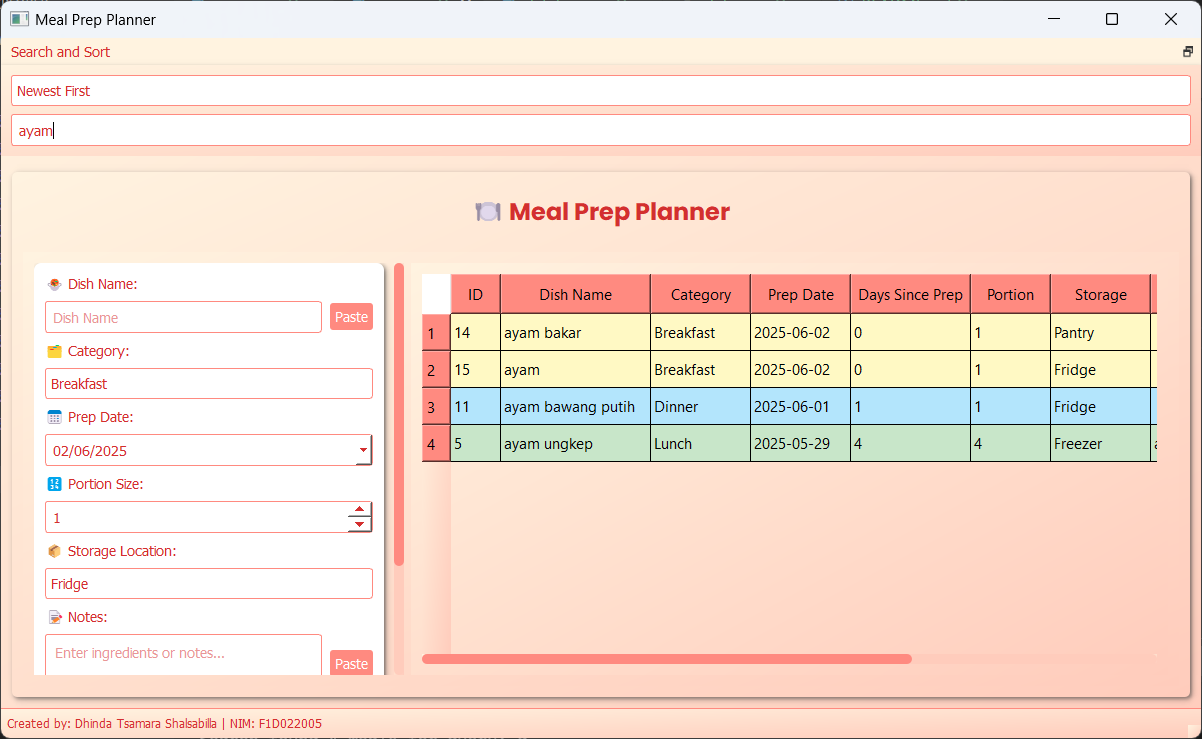 Meal Prep Planner
Search and Sort
Newest First
ayam
Meal Prep Planner
Dish Name:
Dish Name Paste
Category:
Breakfast
Prep Date:
02/06/2025
Portion Size:
1
Storage Location:
Fridge
Notes:
Enter ingredients or notes... Paste
ID Dish Name Category Prep Date Days Since Prep Portion Storage
1 14 ayam bakar Breakfast 2025-06-02 0 1 Pantry
2 15 ayam Breakfast 2025-06-02 0 1 Fridge
3 11 ayam bawang putih Dinner 2025-06-01 1 1 Fridge
4 5 ayam ungkep Lunch 2025-05-29 4 4 Freezer
Created by: Dhinda Tsamara Shalsabilla | NIM: F1D022005